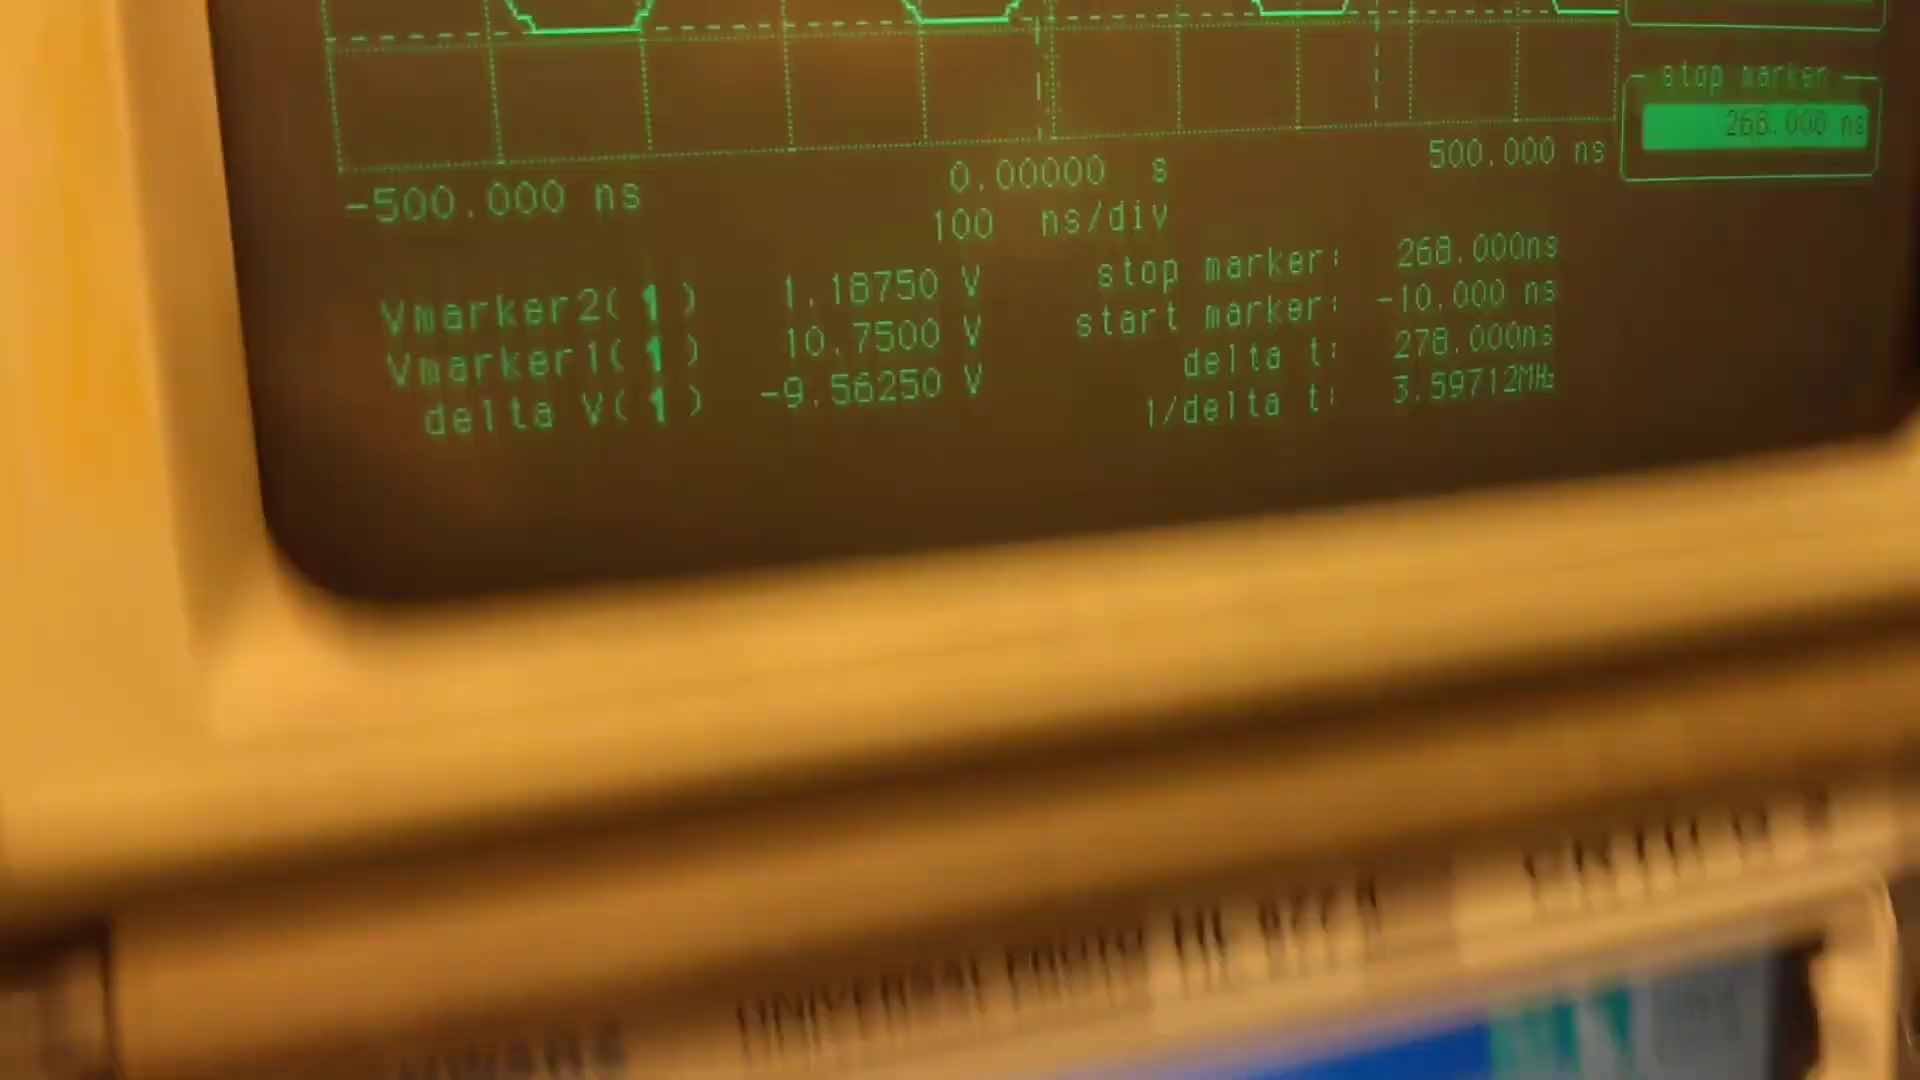 stop marker
268.000 ns
-500.000 ns
0.00000 s
500.000 ns
100 ns/div
Vmarker2( 1 ) 1.18750 V
Vmarker1( 1 ) 10.7500 V
delta V( 1 ) -9.56250 V
stop marker: 268.000ns
start marker: -10.000 ns
delta t: 278.000ns
1/delta t: 3.59712MHz